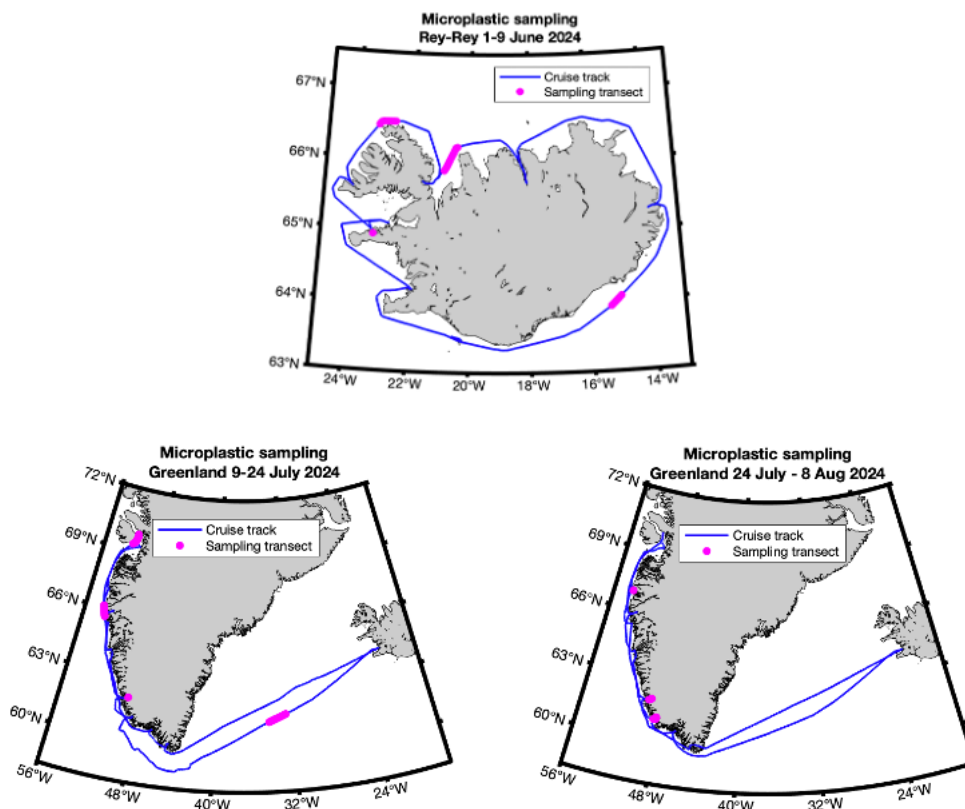 Microplastic sampling
Rey-Rey 1-9 June 2024
Cruise track
Sampling transect
67°N
66°N
65°N
64°N
63°N
24°W
22°W
20°W
18°W
16°W
14°W
Microplastic sampling
Greenland 9-24 July 2024
Cruise track
Sampling transect
72°N
69°N
66°N
63°N
60°N
56°W
48°W
40°W
32°W
24°W
Microplastic sampling
Greenland 24 July - 8 Aug 2024
Cruise track
Sampling transect
72°N
69°N
66°N
63°N
60°N
56°W
48°W
40°W
32°W
24°W